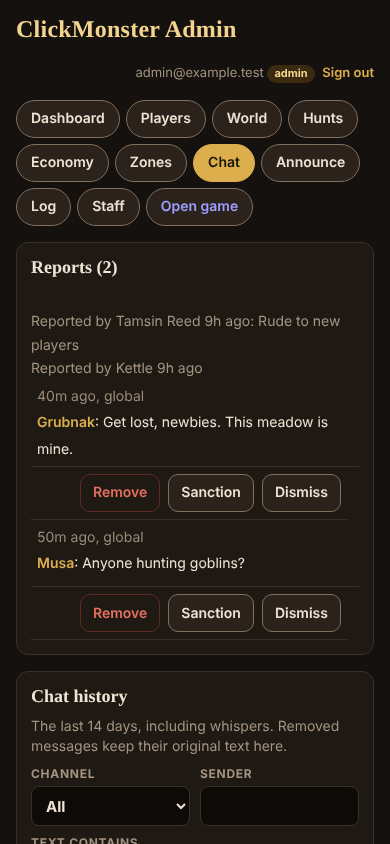 ClickMonster Admin
admin@example.test admin Sign out
Dashboard Players World Hunts
Economy Zones Chat Announce
Log Staff Open game
Reports (2)
Reported by Tamsin Reed 9h ago: Rude to new
players
Reported by Kettle 9h ago
40m ago, global
Grubnak: Get lost, newbies. This meadow is
mine.
Remove Sanction Dismiss
50m ago, global
Musa: Anyone hunting goblins?
Remove Sanction Dismiss
Chat history
The last 14 days, including whispers. Removed
messages keep their original text here.
CHANNEL SENDER
All
TEXT CONTAINS